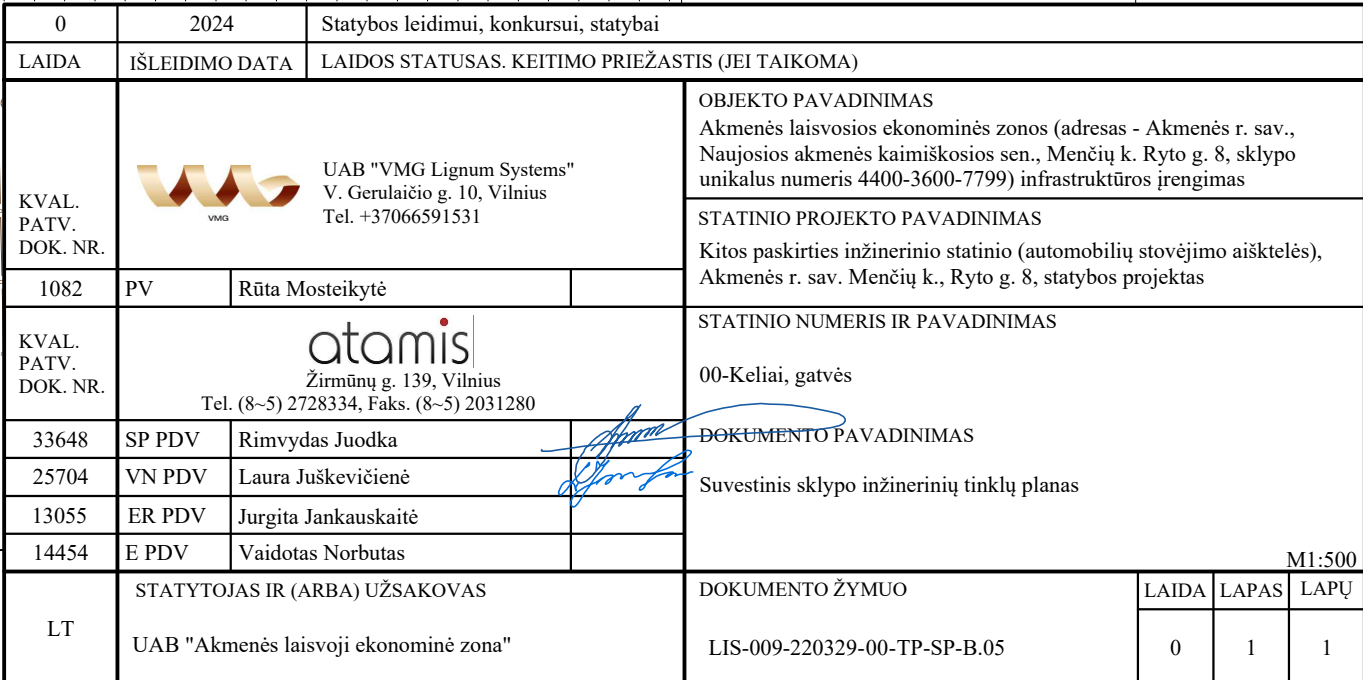 0 2024 Statybos leidimui, konkursui, statybai
LAIDA IŠLEIDIMO DATA LAIDOS STATUSAS. KEITIMO PRIEŽASTIS (JEI TAIKOMA)
KVAL.
PATV.
DOK. NR.
VMG
UAB "VMG Lignum Systems"
V. Gerulaičio g. 10, Vilnius
Tel. +37066591531
OBJEKTO PAVADINIMAS
Akmenės laisvosios ekonominės zonos (adresas - Akmenės r. sav.,
Naujosios akmenės kaimiškosios sen., Menčių k. Ryto g. 8, sklypo
unikalus numeris 4400-3600-7799) infrastruktūros įrengimas
STATINIO PROJEKTO PAVADINIMAS
Kitos paskirties inžinerinio statinio (automobilių stovėjimo aišktelės),
Akmenės r. sav. Menčių k., Ryto g. 8, statybos projektas
1082 PV Rūta Mosteikytė
KVAL.
PATV.
DOK. NR.
atamis
Žirmūnų g. 139, Vilnius
Tel. (8~5) 2728334, Faks. (8~5) 2031280
STATINIO NUMERIS IR PAVADINIMAS
00-Keliai, gatvės
33648 SP PDV Rimvydas Juodka
25704 VN PDV Laura Juškevičienė
13055 ER PDV Jurgita Jankauskaitė
14454 E PDV Vaidotas Norbutas
DOKUMENTO PAVADINIMAS
Suvestinis sklypo inžinerinių tinklų planas
M1:500
LT
STATYTOJAS IR (ARBA) UŽSAKOVAS
UAB "Akmenės laisvoji ekonominė zona"
DOKUMENTO ŽYMUO
LIS-009-220329-00-TP-SP-B.05
LAIDA LAPAS LAPŲ
0 1 1